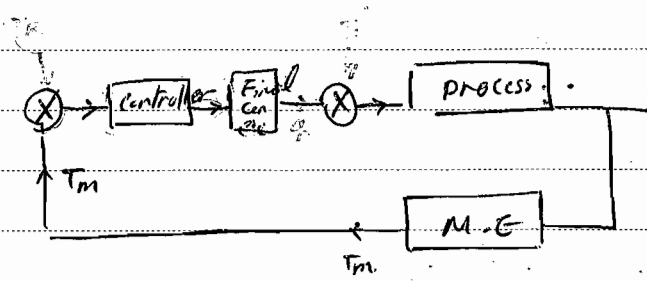 Controller
Final
Con
process
Tm
M.E
Tm.